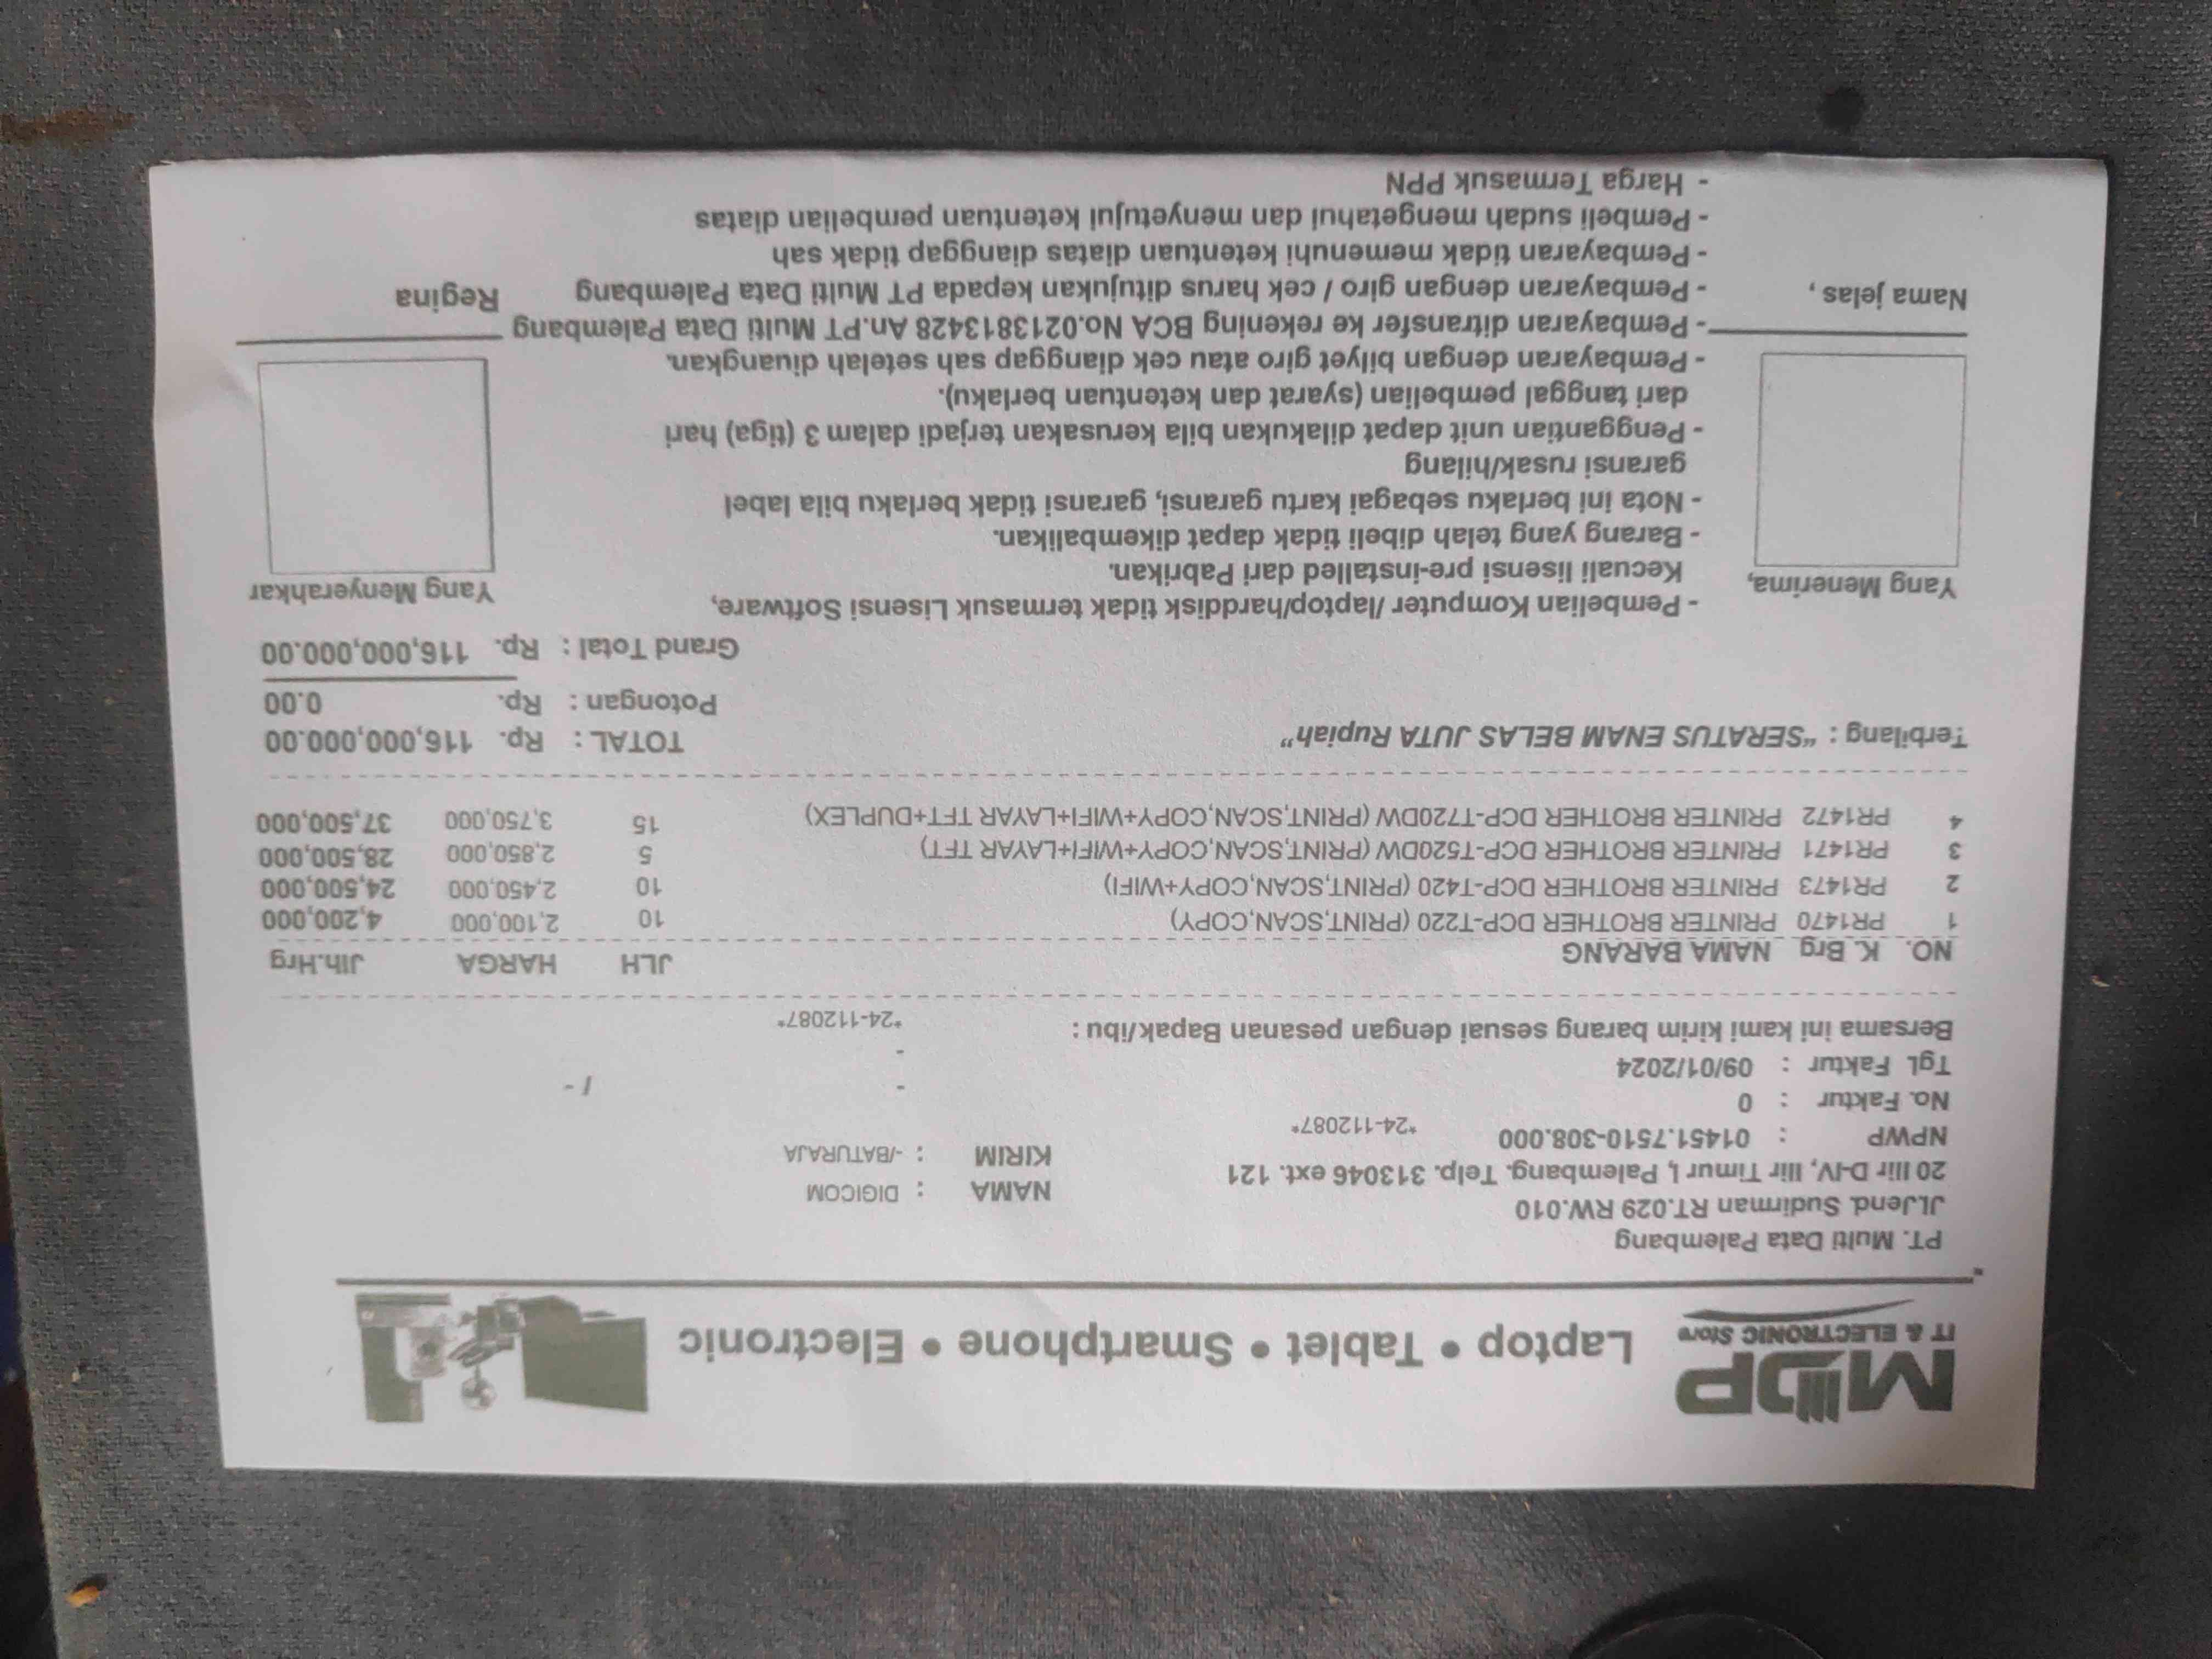 MDP
IT & ELECTRONIC Store
Laptop • Tablet • Smartphone • Electronic
PT. Multi Data Palembang
Jl.Jend. Sudirman RT.029 RW.010
20 Ilir D-IV, Ilir Timur I, Palembang. Telp. 313046 ext. 121
NAMA : DIGICOM
NPWP : 01451.7510-308.000
*24-112087*
KIRIM : -/BATURAJA
No. Faktur : 0
- / -
Tgl. Faktur : 09/01/2024
-
Bersama ini kami kirim barang sesuai dengan pesanan Bapak/ibu :
*24-112087*
NO. K. Brg NAMA BARANG JLH HARGA Jlh.Hrg
1 PR1470 PRINTER BROTHER DCP-T220 (PRINT,SCAN,COPY) 10 2,100,000 4,200,000
2 PR1473 PRINTER BROTHER DCP-T420 (PRINT,SCAN,COPY+WIFI) 10 2,450,000 24,500,000
3 PR1471 PRINTER BROTHER DCP-T520DW (PRINT,SCAN,COPY+WIFI+LAYAR TFT) 5 2,850,000 28,500,000
4 PR1472 PRINTER BROTHER DCP-T720DW (PRINT,SCAN,COPY+WIFI+LAYAR TFT+DUPLEX) 15 3,750,000 37,500,000
Terbilang : "SERATUS ENAM BELAS JUTA Rupiah"
TOTAL : Rp. 116,000,000.00
Potongan : Rp. 0.00
Grand Total : Rp. 116,000,000.00
Yang Menerima,
- Pembelian Komputer /laptop/harddisk tidak termasuk Lisensi Software,
Kecuali lisensi pre-installed dari Pabrikan.
- Barang yang telah dibeli tidak dapat dikembalikan.
- Nota ini berlaku sebagai kartu garansi, garansi tidak berlaku bila label
garansi rusak/hilang
- Penggantian unit dapat dilakukan bila kerusakan terjadi dalam 3 (tiga) hari
dari tanggal pembelian (syarat dan ketentuan berlaku).
- Pembayaran dengan bilyet giro atau cek dianggap sah setelah diuangkan.
- Pembayaran ditransfer ke rekening BCA No.0213813428 An.PT Multi Data Palembang
- Pembayaran dengan giro / cek harus ditujukan kepada PT Multi Data Palembang
- Pembayaran tidak memenuhi ketentuan diatas dianggap tidak sah
- Pembeli sudah mengetahui dan menyetujui ketentuan pembelian diatas
- Harga Termasuk PPN
Yang Menyerahkar
Nama jelas ,
Regina